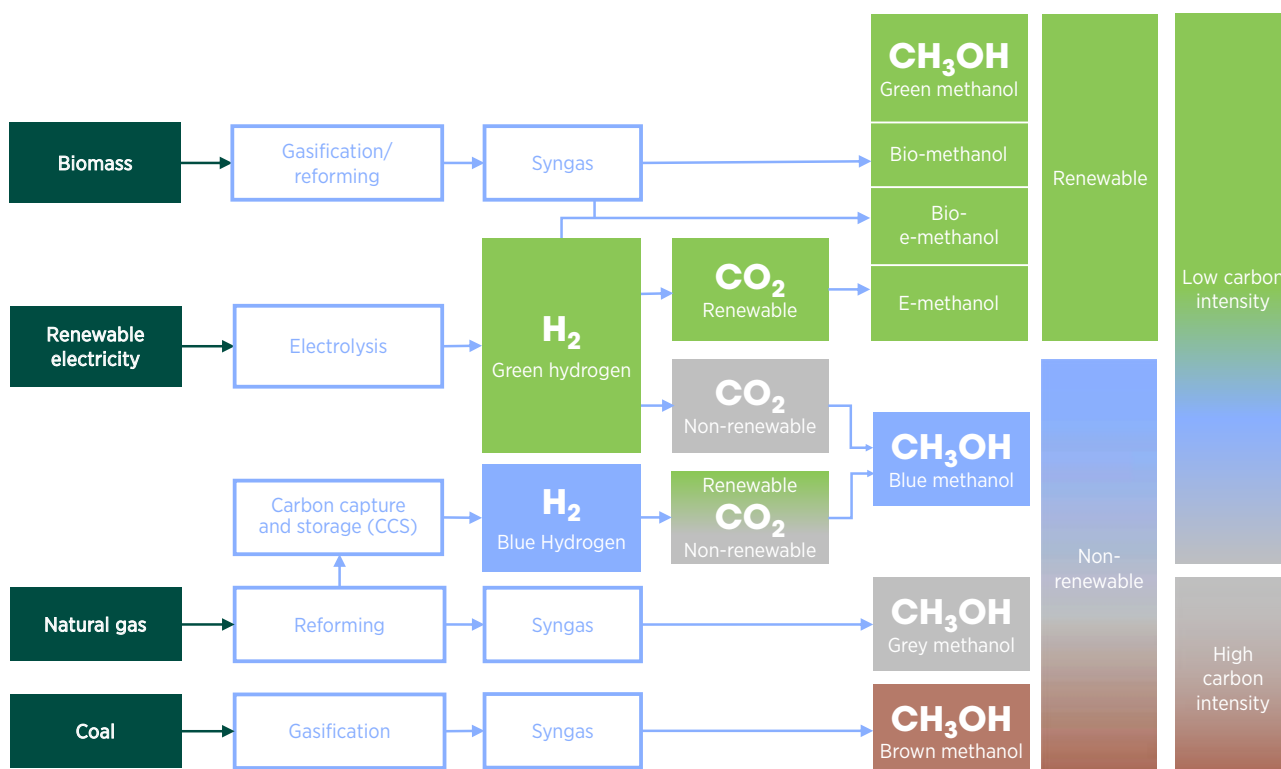 CH₃OH
Green methanol
Biomass
Gasification/
reforming
Syngas
Bio-methanol
Bio-
e-methanol
Renewable
Low carbon
intensity
Renewable
electricity
Electrolysis
H₂
Green hydrogen
CO₂
Renewable
E-methanol
CO₂
Non-renewable
CH₃OH
Blue methanol
Carbon capture
and storage (CCS)
H₂
Blue Hydrogen
Renewable
CO₂
Non-renewable
Non-
renewable
Natural gas
Reforming
Syngas
CH₃OH
Grey methanol
High
carbon
intensity
Coal
Gasification
Syngas
CH₃OH
Brown methanol